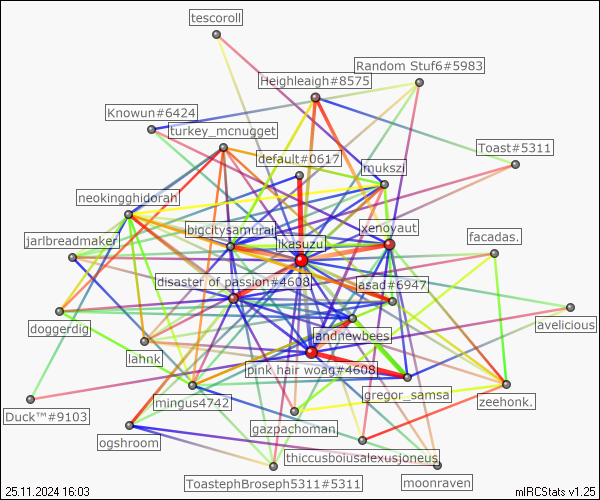 tescoroll
Random Stuf6#5983
Heighleigh#8575
Knowun#6424
turkey_mcnugget
Toast#5311
default#0617
mukszi
neokingghidorah
bigcitysamurai
xenoyaut
facadas.
jarlbreadmaker
Ikasuzu
disaster of passion#4608
asad#6947
doggerdig
avelicious
andnewbees
lahnk
pink hair woag#4608
gregor_samsa
zeehonk.
mingus4742
Duck™#9103
gazpachoman
ogshroom
thiccusboiusalexusjoneus
ToastephBroseph5311#5311
moonraven
25.11.2024 16:03
mIRCStats v1.25